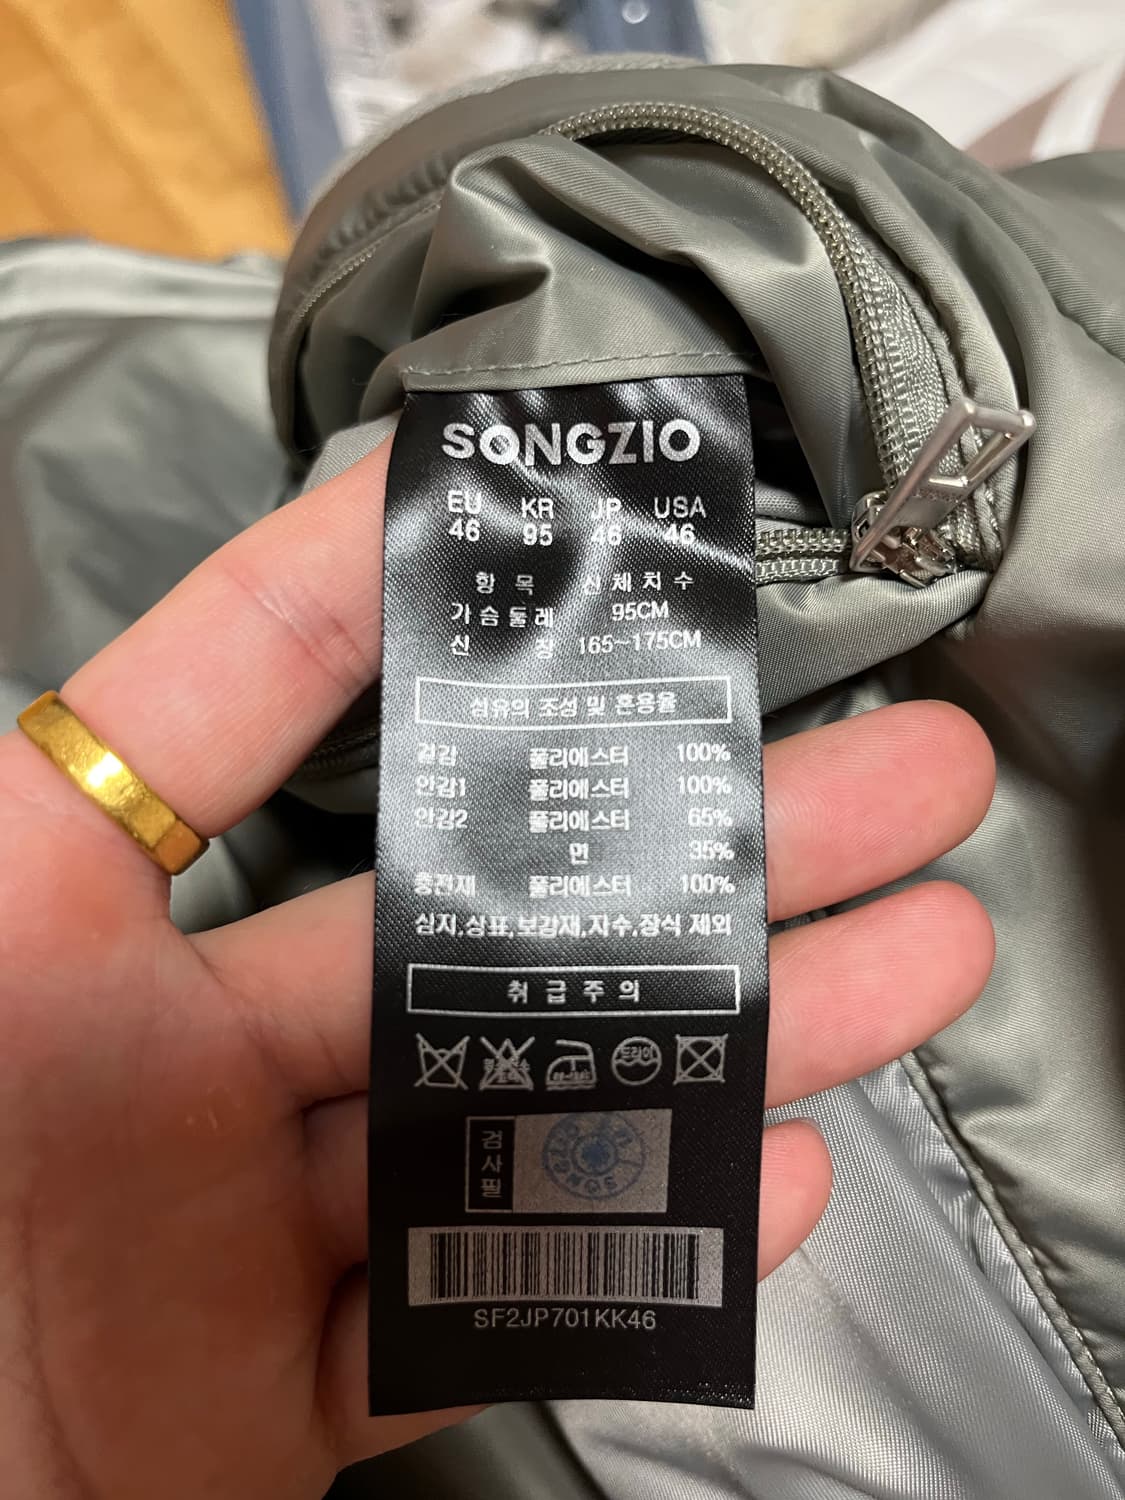 SONGZIO
EU KR JP USA
46 95 46 46
항 목 신 체 치 수
가 슴 둘 레 95CM
신 장 165~175CM
섬유의 조성 및 혼용율
겉감 폴리에스터 100%
안감1 폴리에스터 100%
안감2 폴리에스터 65%
면 35%
충전재 폴리에스터 100%
심지,상표,보강재,자수,장식 제외
취 급 주 의
드라이
검
사
필
SF2JP701KK46